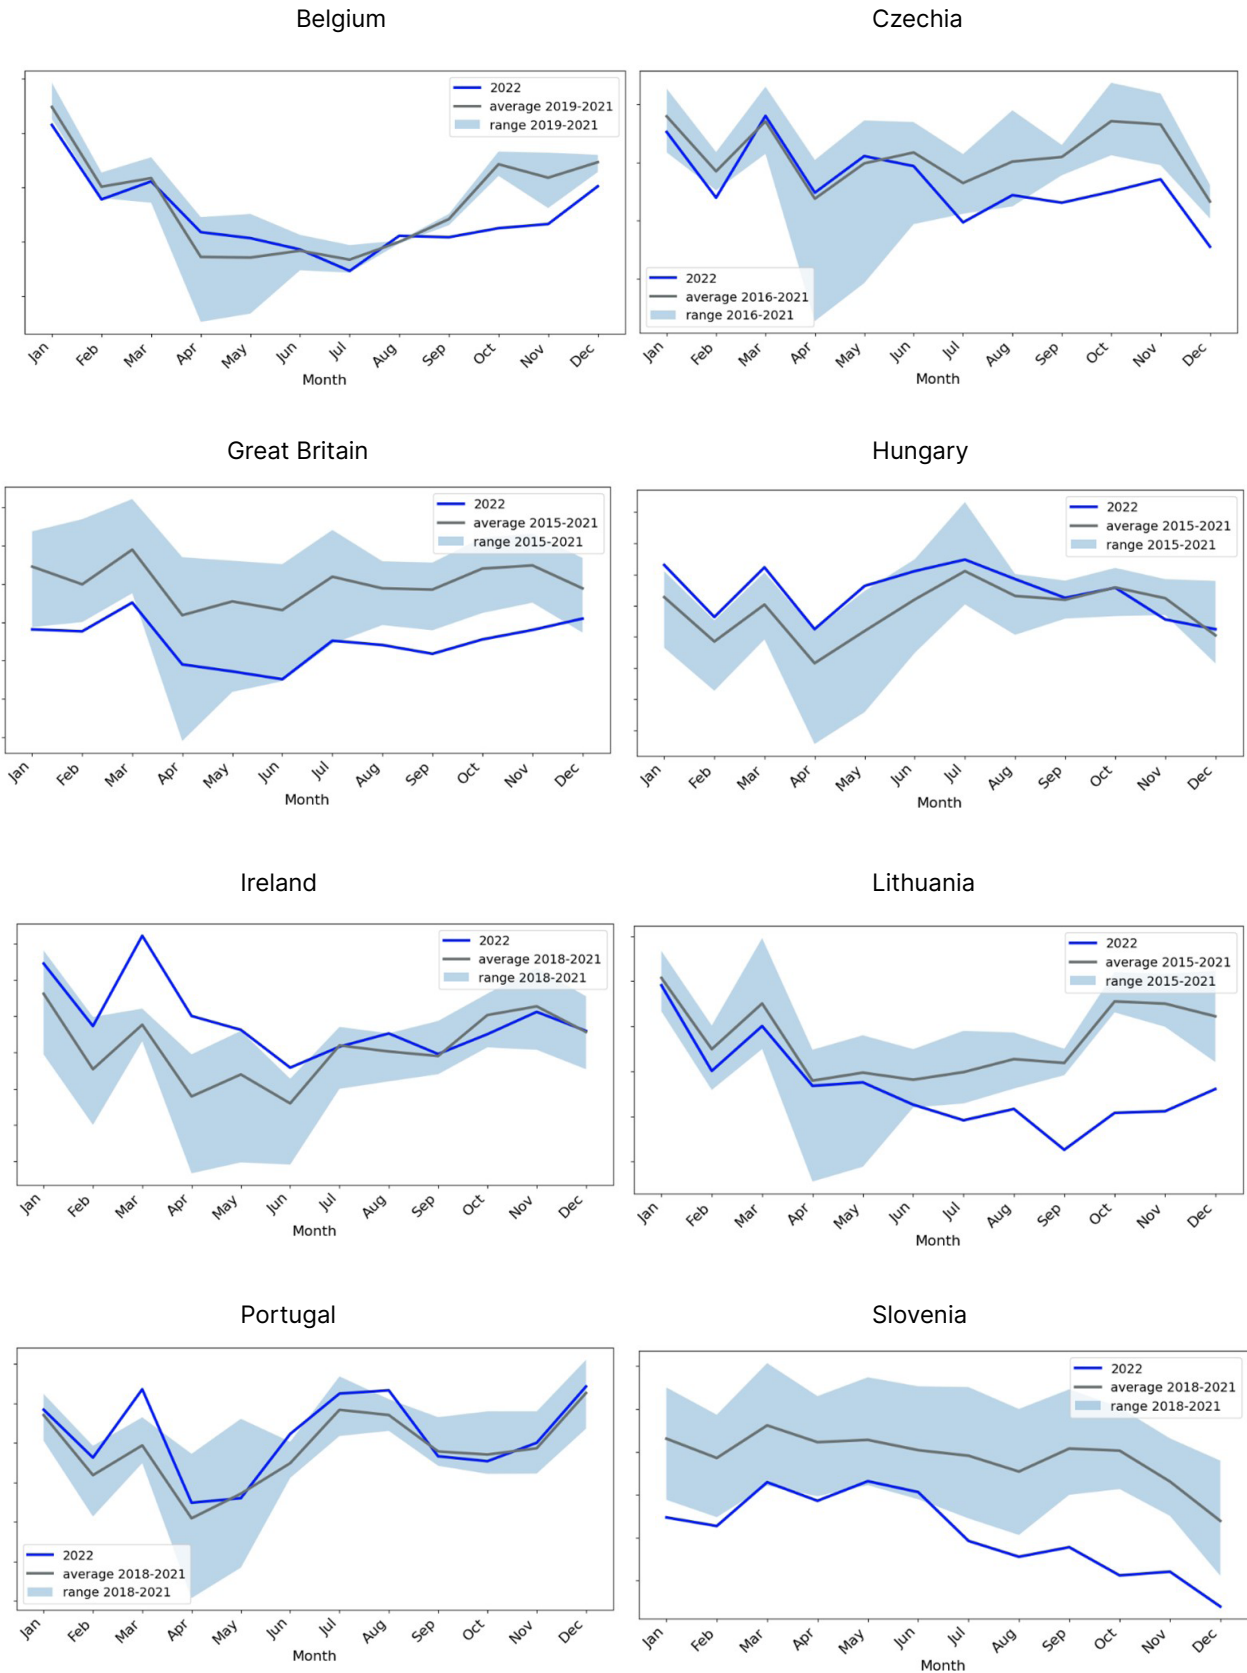 Belgium
2022
average 2019-2021
range 2019-2021
Jan Feb Mar Apr May Jun Jul Aug Sep Oct Nov Dec
Month
Czechia
2022
average 2016-2021
range 2016-2021
Jan Feb Mar Apr May Jun Jul Aug Sep Oct Nov Dec
Month
Great Britain
2022
average 2015-2021
range 2015-2021
Jan Feb Mar Apr May Jun Jul Aug Sep Oct Nov Dec
Month
Hungary
2022
average 2015-2021
range 2015-2021
Jan Feb Mar Apr May Jun Jul Aug Sep Oct Nov Dec
Month
Ireland
2022
average 2018-2021
range 2018-2021
Jan Feb Mar Apr May Jun Jul Aug Sep Oct Nov Dec
Month
Lithuania
2022
average 2015-2021
range 2015-2021
Jan Feb Mar Apr May Jun Jul Aug Sep Oct Nov Dec
Month
Portugal
2022
average 2018-2021
range 2018-2021
Jan Feb Mar Apr May Jun Jul Aug Sep Oct Nov Dec
Month
Slovenia
2022
average 2018-2021
range 2018-2021
Jan Feb Mar Apr May Jun Jul Aug Sep Oct Nov Dec
Month